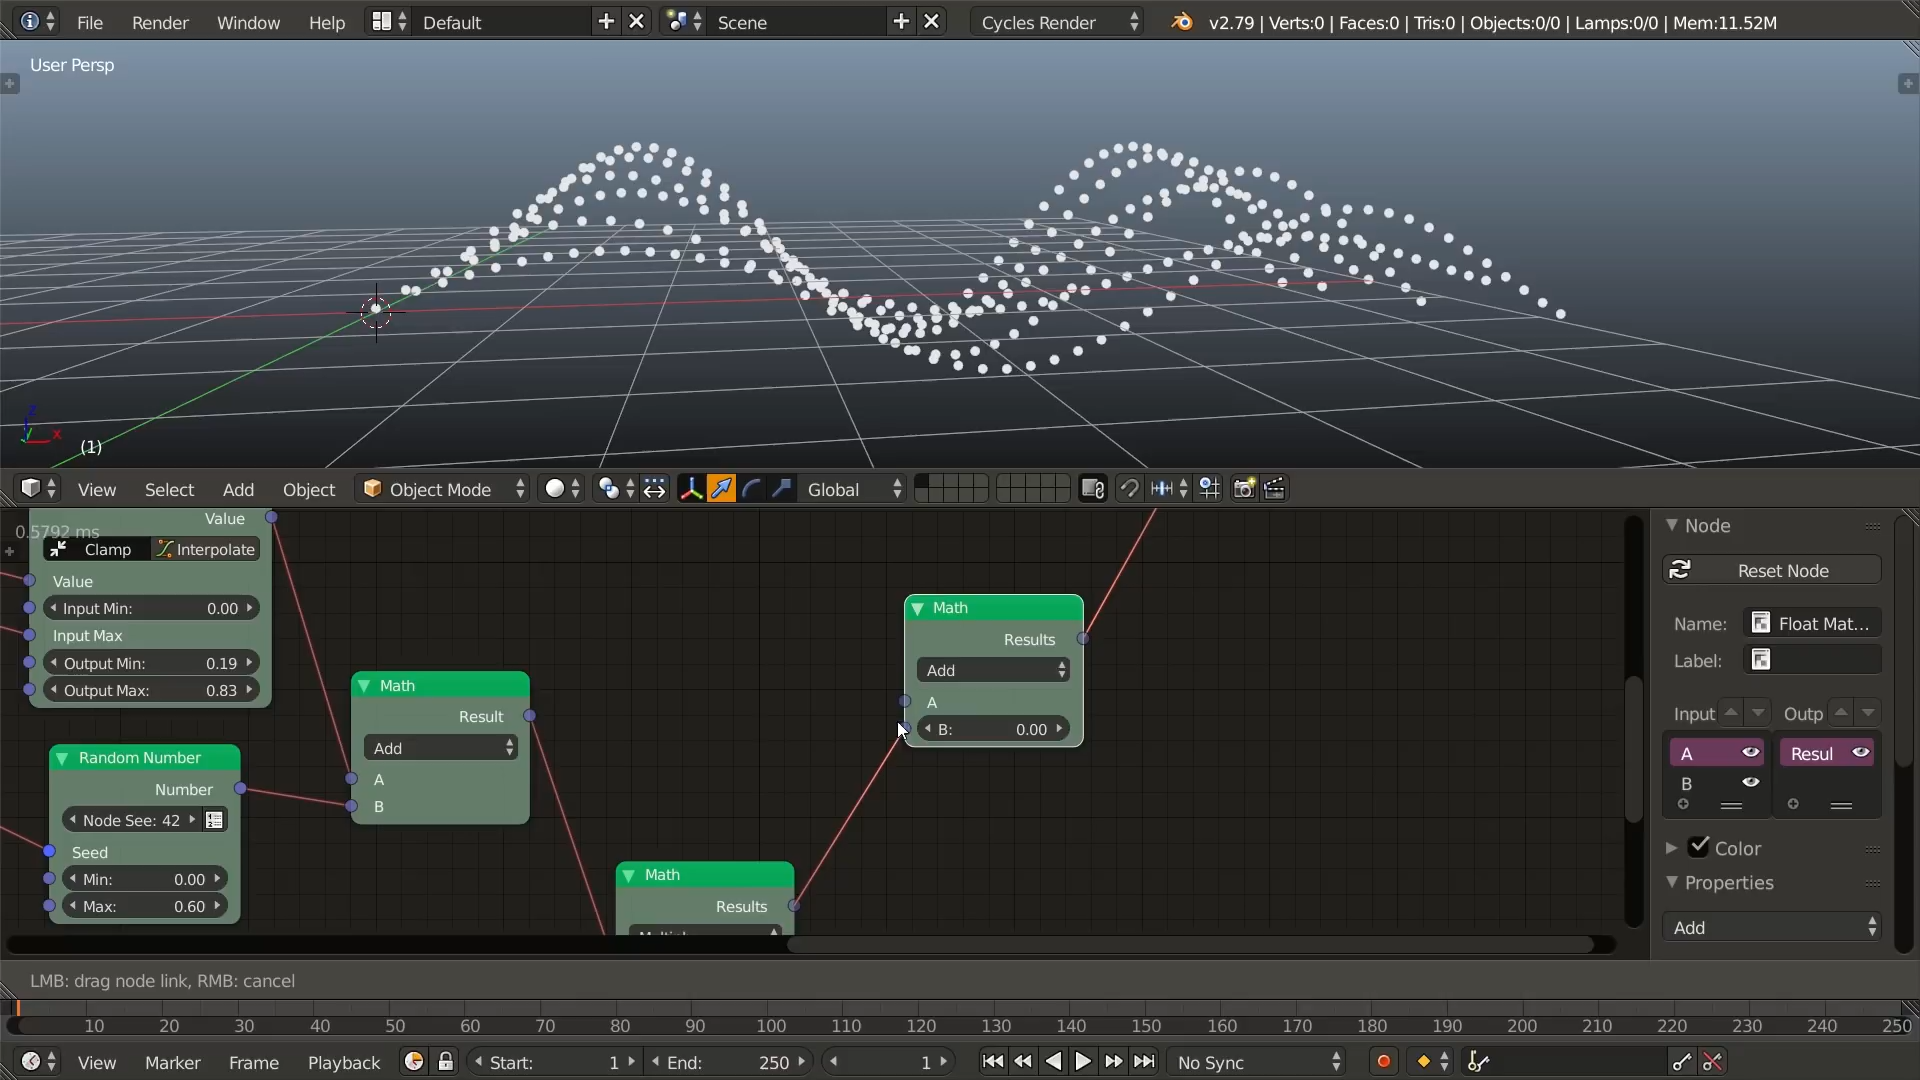 File Render Window Help Default Scene Cycles Render v2.79 | Verts:0 | Faces:0 | Tris:0 | Objects:0/0 | Lamps:0/0 | Mem:11.52M
User Persp
z
x
(1)
View Select Add Object Object Mode Global
0.5792 ms
Value
Clamp Interpolate
Value
Input Min: 0.00
Input Max
Output Min: 0.19
Output Max: 0.83
Random Number
Number
Node See: 42
Seed
Min: 0.00
Max: 0.60
Math
Result
Add
A
B
Math
Results
Math
Results
Add
A
B: 0.00
Node
Reset Node
Name: Float Mat...
Label:
Input Outp
A Resul
B
Color
Properties
Add
LMB: drag node link, RMB: cancel
10 20 30 40 50 60 70 80 90 100 110 120 130 140 150 160 170 180 190 200 210 220 230 240 250
View Marker Frame Playback Start: 1 End: 250 1 No Sync